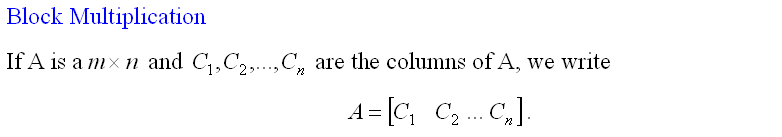 Block Multiplication
If A is a m× n and C₁,C₂,...,Cₙ are the columns of A, we write
A = [C₁ C₂ ... Cₙ].